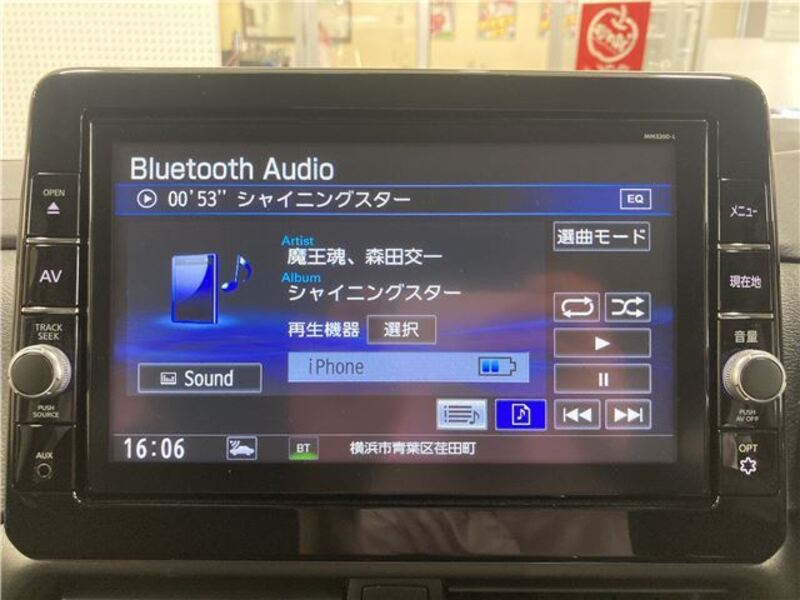 MM320D-L
Bluetooth Audio
00'53" シャイニングスター
EQ
Artist
魔王魂、森田交一
Album
シャイニングスター
再生機器 選択
iPhone
Sound
選曲モード
16:06
BT
横浜市青葉区荏田町
OPEN
AV
TRACK
SEEK
PUSH
SOURCE
AUX
メニュー
現在地
音量
PUSH
AV OFF
OPT